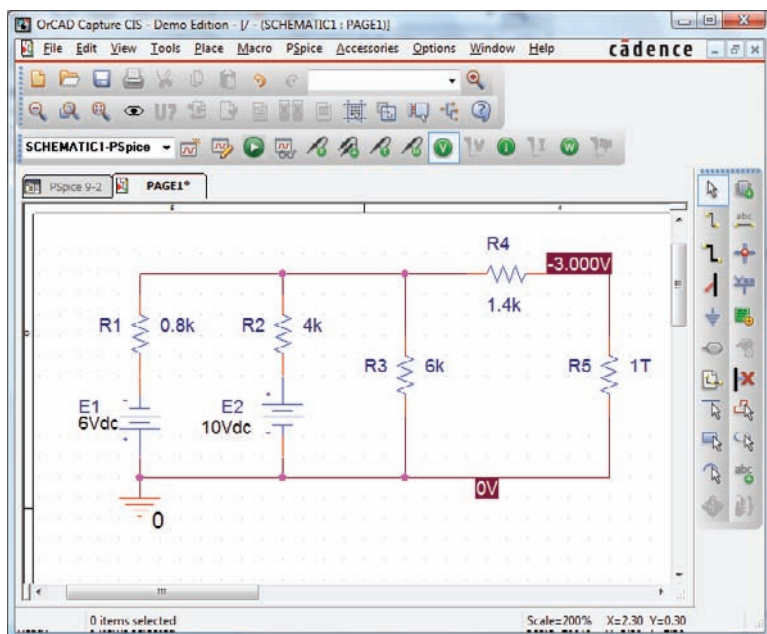 OrCAD Capture CIS - Demo Edition - [/ - (SCHEMATIC1 : PAGE1)]
File Edit View Tools Place Macro PSpice Accessories Options Window Help cādence
U?
SCHEMATIC1-PSpice
V V I I W
PSpice 9-2 PAGE1*
R4
-3.000V
1.4k
R1 0.8k R2 4k
R3 6k R5 1T
E1
6Vdc
E2
10Vdc
0V
0
abc
abc
0 items selected Scale=200% X=2.30 Y=0.30